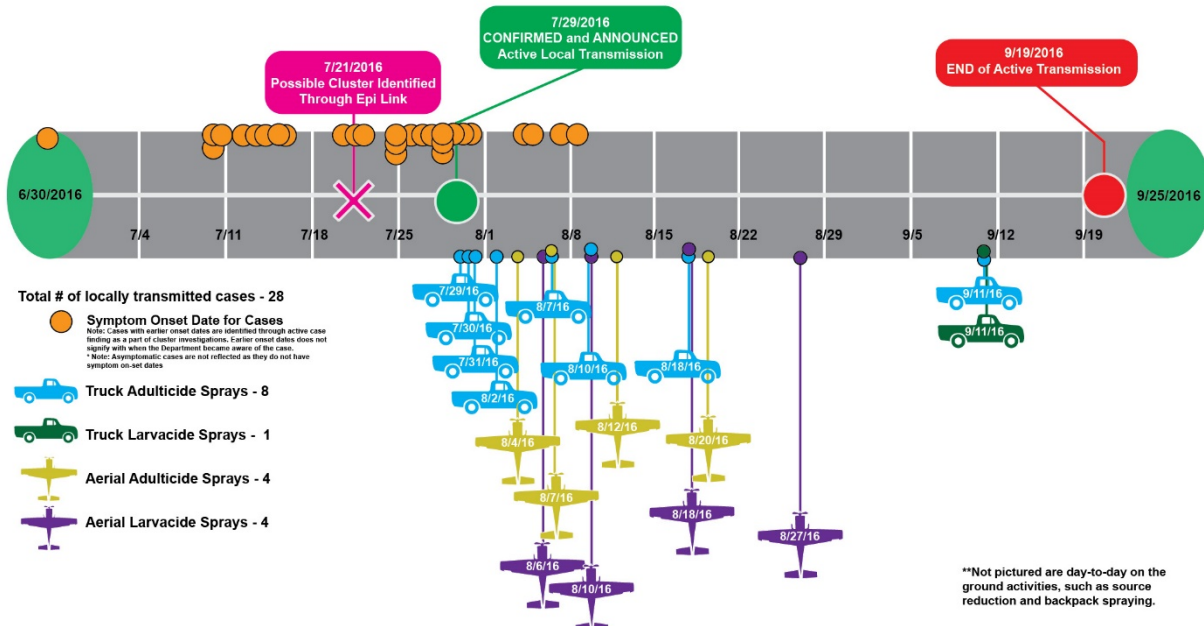 7/29/2016
CONFIRMED and ANNOUNCED
Active Local Transmission
7/21/2016
Possible Cluster Identified
Through Epi Link
9/19/2016
END of Active Transmission
6/30/2016
9/25/2016
7/4
7/11
7/18
7/25
8/1
8/8
8/15
8/22
8/29
9/5
9/12
9/19
Total # of locally transmitted cases - 28
Symptom Onset Date for Cases
Note: Cases with earlier onset dates are identified through active case
finding as a part of cluster investigations. Earlier onset dates does not
signify with when the Department became aware of the case.
* Note: Asymptomatic cases are not reflected as they do not have
symptom on-set dates
Truck Adulticide Sprays - 8
Truck Larvacide Sprays - 1
Aerial Adulticide Sprays - 4
Aerial Larvacide Sprays - 4
7/29/16
7/30/16
7/31/16
8/2/16
8/7/16
8/10/16
8/18/16
9/11/16
9/11/16
8/4/16
8/7/16
8/12/16
8/20/16
8/6/16
8/10/16
8/18/16
8/27/16
**Not pictured are day-to-day on the
ground activities, such as source
reduction and backpack spraying.